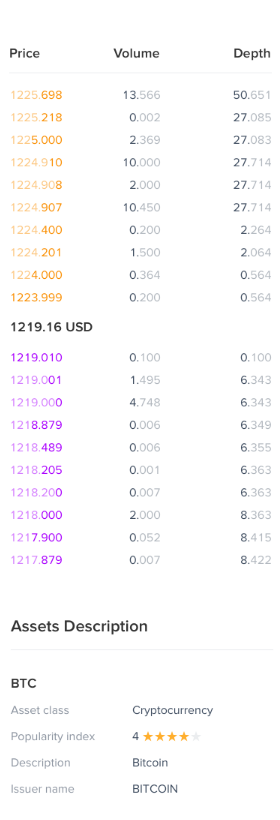 Price Volume Depth
1225.698 13.566 50.651
1225.218 0.002 27.085
1225.000 2.369 27.083
1224.910 10.000 27.714
1224.908 2.000 27.714
1224.907 10.450 27.714
1224.400 0.200 2.264
1224.201 1.500 2.064
1224.000 0.364 0.564
1223.999 0.200 0.564
1219.16 USD
1219.010 0.100 0.100
1219.001 1.495 6.343
1219.000 4.748 6.343
1218.879 0.006 6.349
1218.489 0.006 6.355
1218.205 0.001 6.363
1218.200 0.007 6.363
1218.000 2.000 8.363
1217.900 0.052 8.415
1217.879 0.007 8.422
Assets Description
BTC
Asset class Cryptocurrency
Popularity index 4
Description Bitcoin
Issuer name BITCOIN